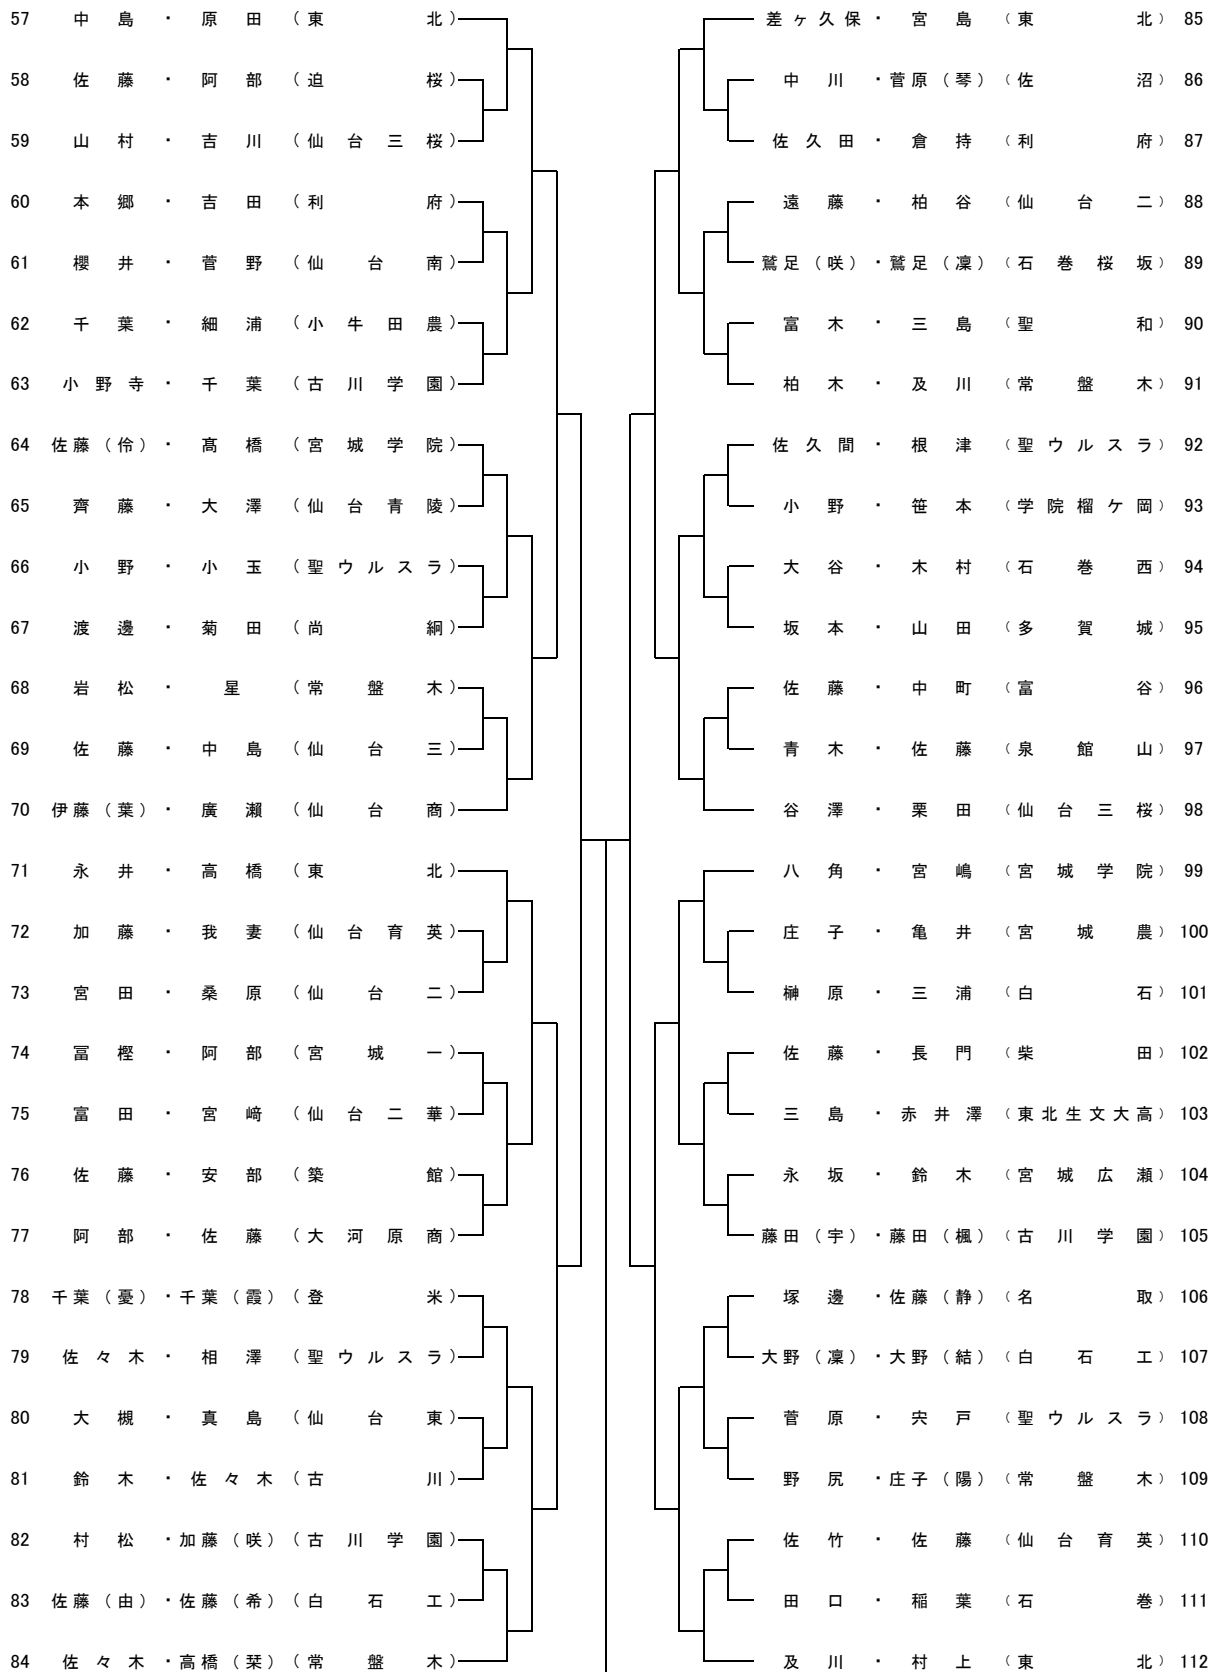 57 中島・原田（東北）
58 佐藤・阿部（迫桜）
59 山村・吉川（仙台三桜）
60 本郷・吉田（利府）
61 櫻井・菅野（仙台南）
62 千葉・細浦（小牛田農）
63 小野寺・千葉（古川学園）
64 佐藤（伶）・髙橋（宮城学院）
65 齊藤・大澤（仙台青陵）
66 小野・小玉（聖ウルスラ）
67 渡邊・菊田（尚絅）
68 岩松・星（常盤木）
69 佐藤・中島（仙台三）
70 伊藤（葉）・廣瀬（仙台商）
71 永井・高橋（東北）
72 加藤・我妻（仙台育英）
73 宮田・桑原（仙台二）
74 冨樫・阿部（宮城一）
75 富田・宮﨑（仙台二華）
76 佐藤・安部（築館）
77 阿部・佐藤（大河原商）
78 千葉（憂）・千葉（霞）（登米）
79 佐々木・相澤（聖ウルスラ）
80 大槻・真島（仙台東）
81 鈴木・佐々木（古川）
82 村松・加藤（咲）（古川学園）
83 佐藤（由）・佐藤（希）（白石工）
84 佐々木・高橋（栞）（常盤木）
差ヶ久保・宮島（東北）85
中川・菅原（琴）（佐沼）86
佐久田・倉持（利府）87
遠藤・柏谷（仙台二）88
鷲足（咲）・鷲足（凜）（石巻桜坂）89
富木・三島（聖和）90
柏木・及川（常盤木）91
佐久間・根津（聖ウルスラ）92
小野・笹本（学院榴ケ岡）93
大谷・木村（石巻西）94
坂本・山田（多賀城）95
佐藤・中町（富谷）96
青木・佐藤（泉館山）97
谷澤・栗田（仙台三桜）98
八角・宮嶋（宮城学院）99
庄子・亀井（宮城農）100
榊原・三浦（白石）101
佐藤・長門（柴田）102
三島・赤井澤（東北生文大高）103
永坂・鈴木（宮城広瀬）104
藤田（宇）・藤田（楓）（古川学園）105
塚邊・佐藤（静）（名取）106
大野（凜）・大野（結）（白石工）107
菅原・宍戸（聖ウルスラ）108
野尻・庄子（陽）（常盤木）109
佐竹・佐藤（仙台育英）110
田口・稲葉（石巻）111
及川・村上（東北）112